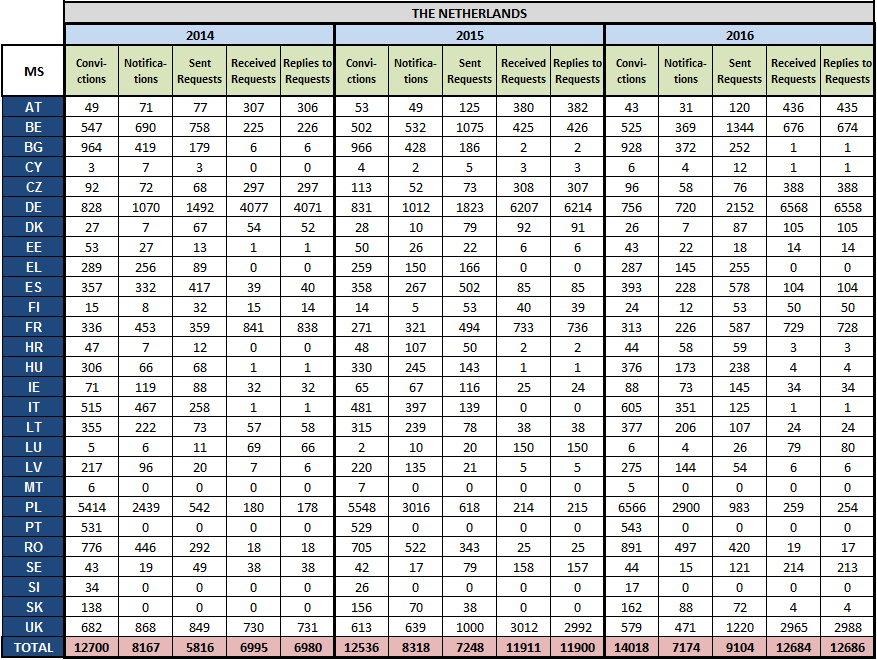 THE NETHERLANDS
2014 2015 2016
MS Convi- Notifica- Sent Received Replies to Convi- Notifica- Sent Received Replies to Convi- Notifica- Sent Received Replies to
ctions tions Requests Requests Requests ctions tions Requests Requests Requests ctions tions Requests Requests Requests
AT 49 71 77 307 306 53 49 125 380 382 43 31 120 436 435
BE 547 690 758 225 226 502 532 1075 425 426 525 369 1344 676 674
BG 964 419 179 6 6 966 428 186 2 2 928 372 252 1 1
CY 3 7 3 0 0 4 2 5 3 3 6 4 12 1 1
CZ 92 72 68 297 297 113 52 73 308 307 96 58 76 388 388
DE 828 1070 1492 4077 4071 831 1012 1823 6207 6214 756 720 2152 6568 6558
DK 27 7 67 54 52 28 10 79 92 91 26 7 87 105 105
EE 53 27 13 1 1 50 26 22 6 6 43 22 18 14 14
EL 289 256 89 0 0 259 150 166 0 0 287 145 255 0 0
ES 357 332 417 39 40 358 267 502 85 85 393 228 578 104 104
FI 15 8 32 15 14 14 5 53 40 39 24 12 53 50 50
FR 336 453 359 841 838 271 321 494 733 736 313 226 587 729 728
HR 47 7 12 0 0 48 107 50 2 2 44 58 59 3 3
HU 306 66 68 1 1 330 245 143 1 1 376 173 238 4 4
IE 71 119 88 32 32 65 67 116 25 24 88 73 145 34 34
IT 515 467 258 1 1 481 397 139 0 0 605 351 125 1 1
LT 355 222 73 57 58 315 239 78 38 38 377 206 107 24 24
LU 5 6 11 69 66 2 10 20 150 150 6 4 26 79 80
LV 217 96 20 7 6 220 135 21 5 5 275 144 54 6 6
MT 6 0 0 0 0 7 0 0 0 0 5 0 0 0 0
PL 5414 2439 542 180 178 5548 3016 618 214 215 6566 2900 983 259 254
PT 531 0 0 0 0 529 0 0 0 0 543 0 0 0 0
RO 776 446 292 18 18 705 522 343 25 25 891 497 420 19 17
SE 43 19 49 38 38 42 17 79 158 157 44 15 121 214 213
SI 34 0 0 0 0 26 0 0 0 0 17 0 0 0 0
SK 138 0 0 0 0 156 70 38 0 0 162 88 72 4 4
UK 682 868 849 730 731 613 639 1000 3012 2992 579 471 1220 2965 2988
TOTAL 12700 8167 5816 6995 6980 12536 8318 7248 11911 11900 14018 7174 9104 12684 12686